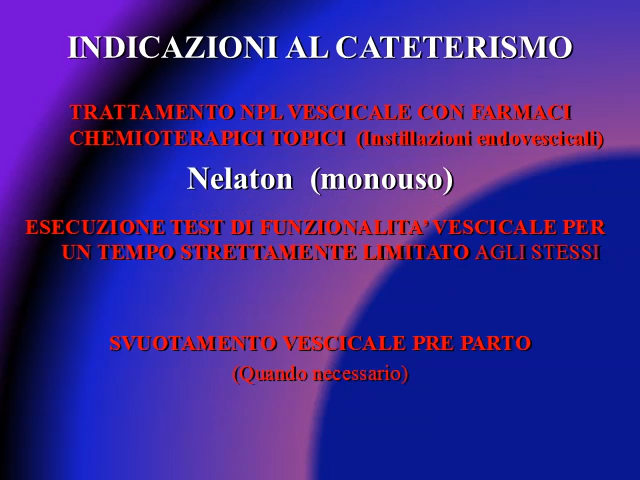 INDICAZIONI AL CATETERISMO
TRATTAMENTO NPL VESCICALE CON FARMACI
CHEMIOTERAPICI TOPICI (Instillazioni endovescicali)
Nelaton (monouso)
ESECUZIONE TEST DI FUNZIONALITA' VESCICALE PER
UN TEMPO STRETTAMENTE LIMITATO AGLI STESSI
SVUOTAMENTO VESCICALE PRE PARTO
(Quando necessario)